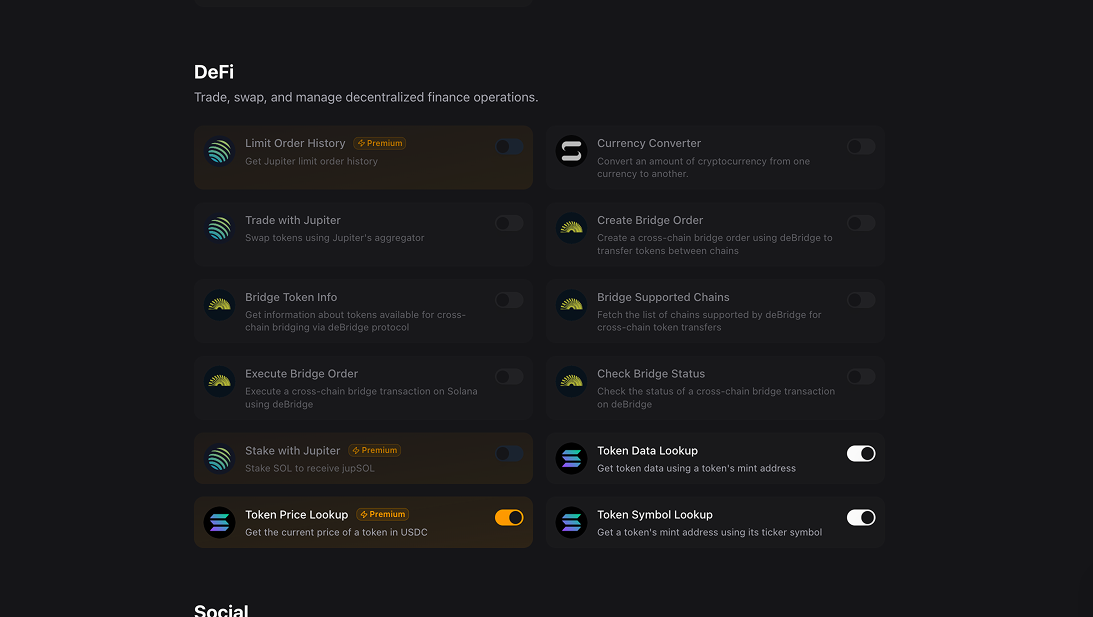 DeFi
Trade, swap, and manage decentralized finance operations.
Limit Order History Premium
Get Jupiter limit order history
Currency Converter
Convert an amount of cryptocurrency from one
currency to another.
Trade with Jupiter
Swap tokens using Jupiter's aggregator
Create Bridge Order
Create a cross-chain bridge order using deBridge to
transfer tokens between chains
Bridge Token Info
Get information about tokens available for cross-
chain bridging via deBridge protocol
Bridge Supported Chains
Fetch the list of chains supported by deBridge for
cross-chain token transfers
Execute Bridge Order
Execute a cross-chain bridge transaction on Solana
using deBridge
Check Bridge Status
Check the status of a cross-chain bridge transaction
on deBridge
Stake with Jupiter Premium
Stake SOL to receive jupSOL
Token Data Lookup
Get token data using a token's mint address
Token Price Lookup Premium
Get the current price of a token in USDC
Token Symbol Lookup
Get a token's mint address using its ticker symbol
Social